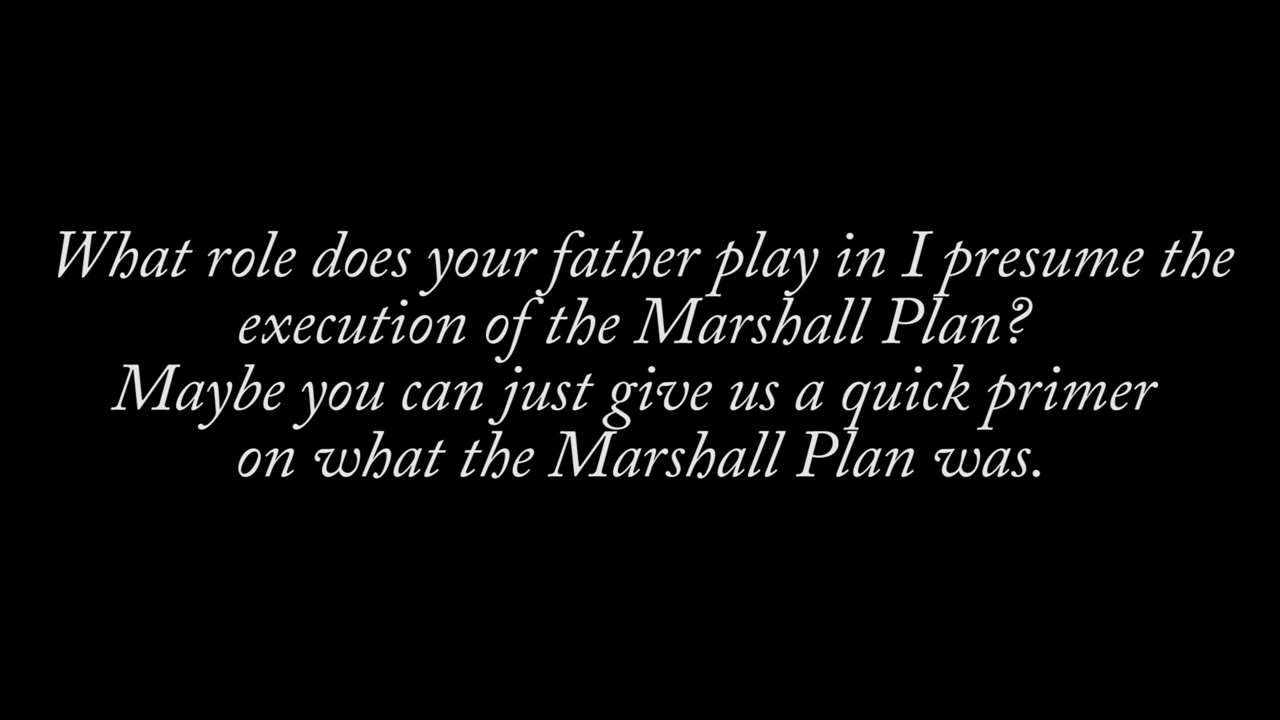 What role does your father play in I presume the
execution of the Marshall Plan?
Maybe you can just give us a quick primer
on what the Marshall Plan was.